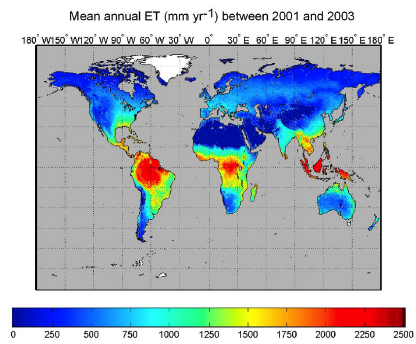 Mean annual ET (mm yr-1) between 2001 and 2003
180° W150°W120° W 90° W 60° W 30° W 0° 30° E 60° E 90° E 120° E 150° E 180° E
0 250 500 750 1000 1250 1500 1750 2000 2250 2500